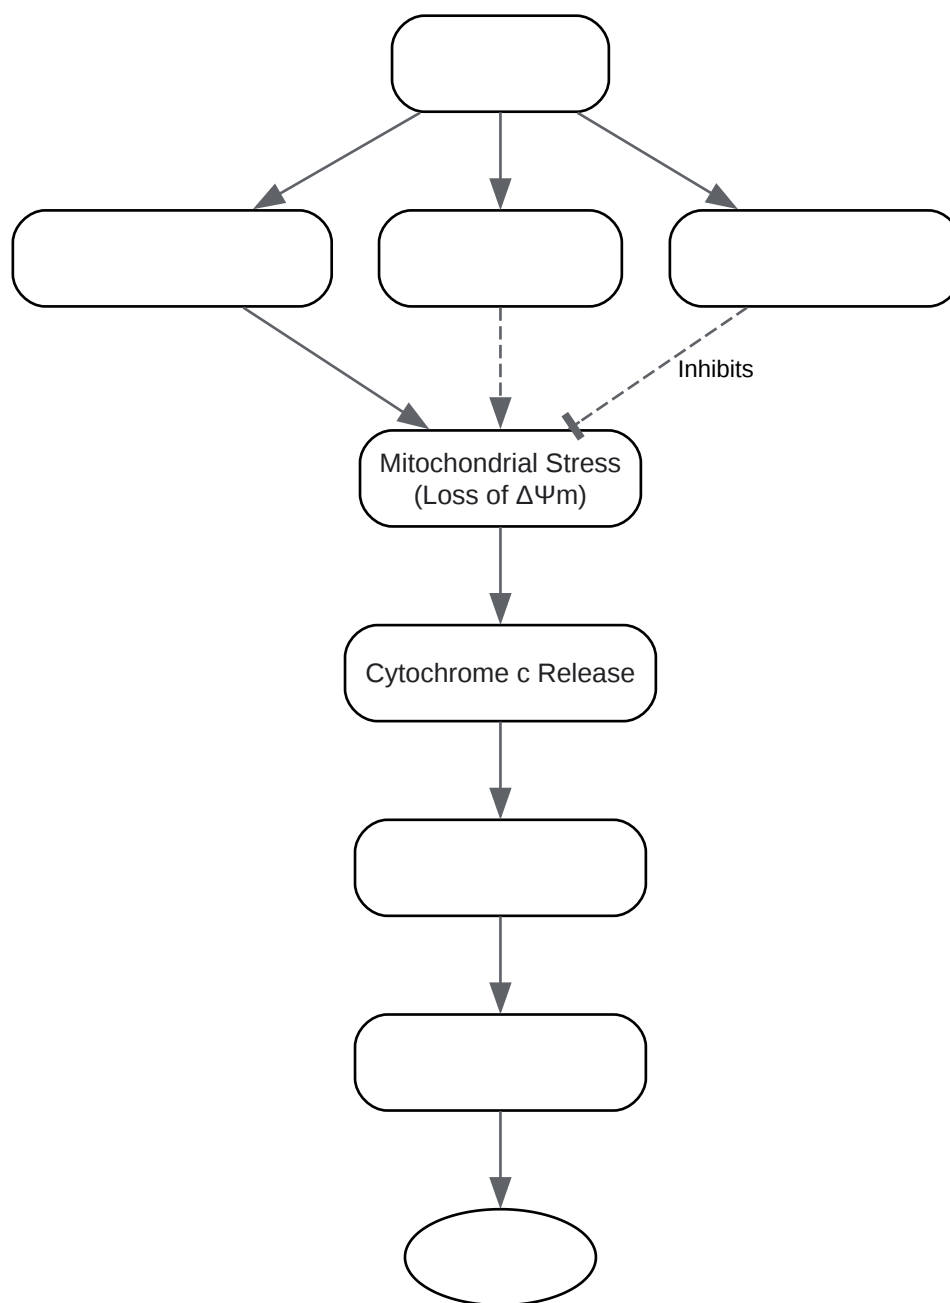 Inhibits
Mitochondrial Stress
(Loss of ΔΨm)
Cytochrome c Release